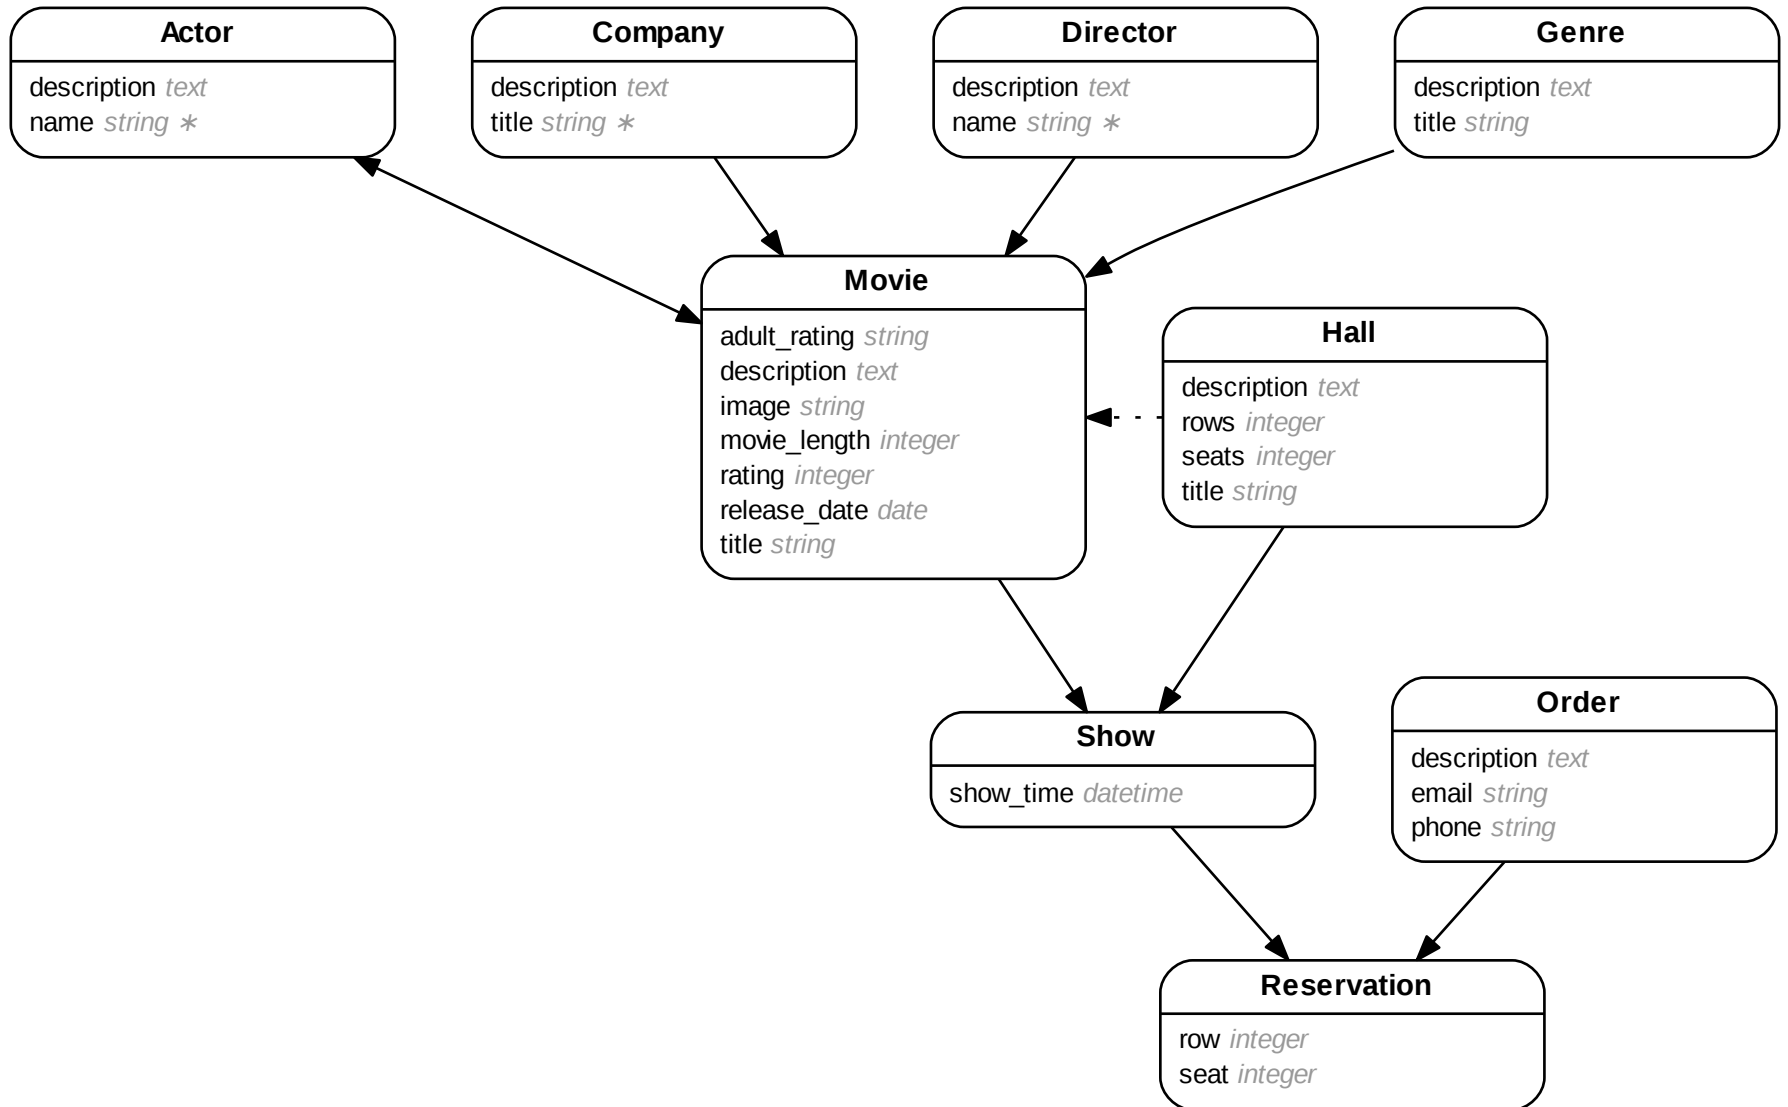 Actor
description text
name string ∗
Company
description text
title string ∗
Director
description text
name string ∗
Genre
description text
title string
Movie
adult_rating string
description text
image string
movie_length integer
rating integer
release_date date
title string
Hall
description text
rows integer
seats integer
title string
Show
show_time datetime
Order
description text
email string
phone string
Reservation
row integer
seat integer